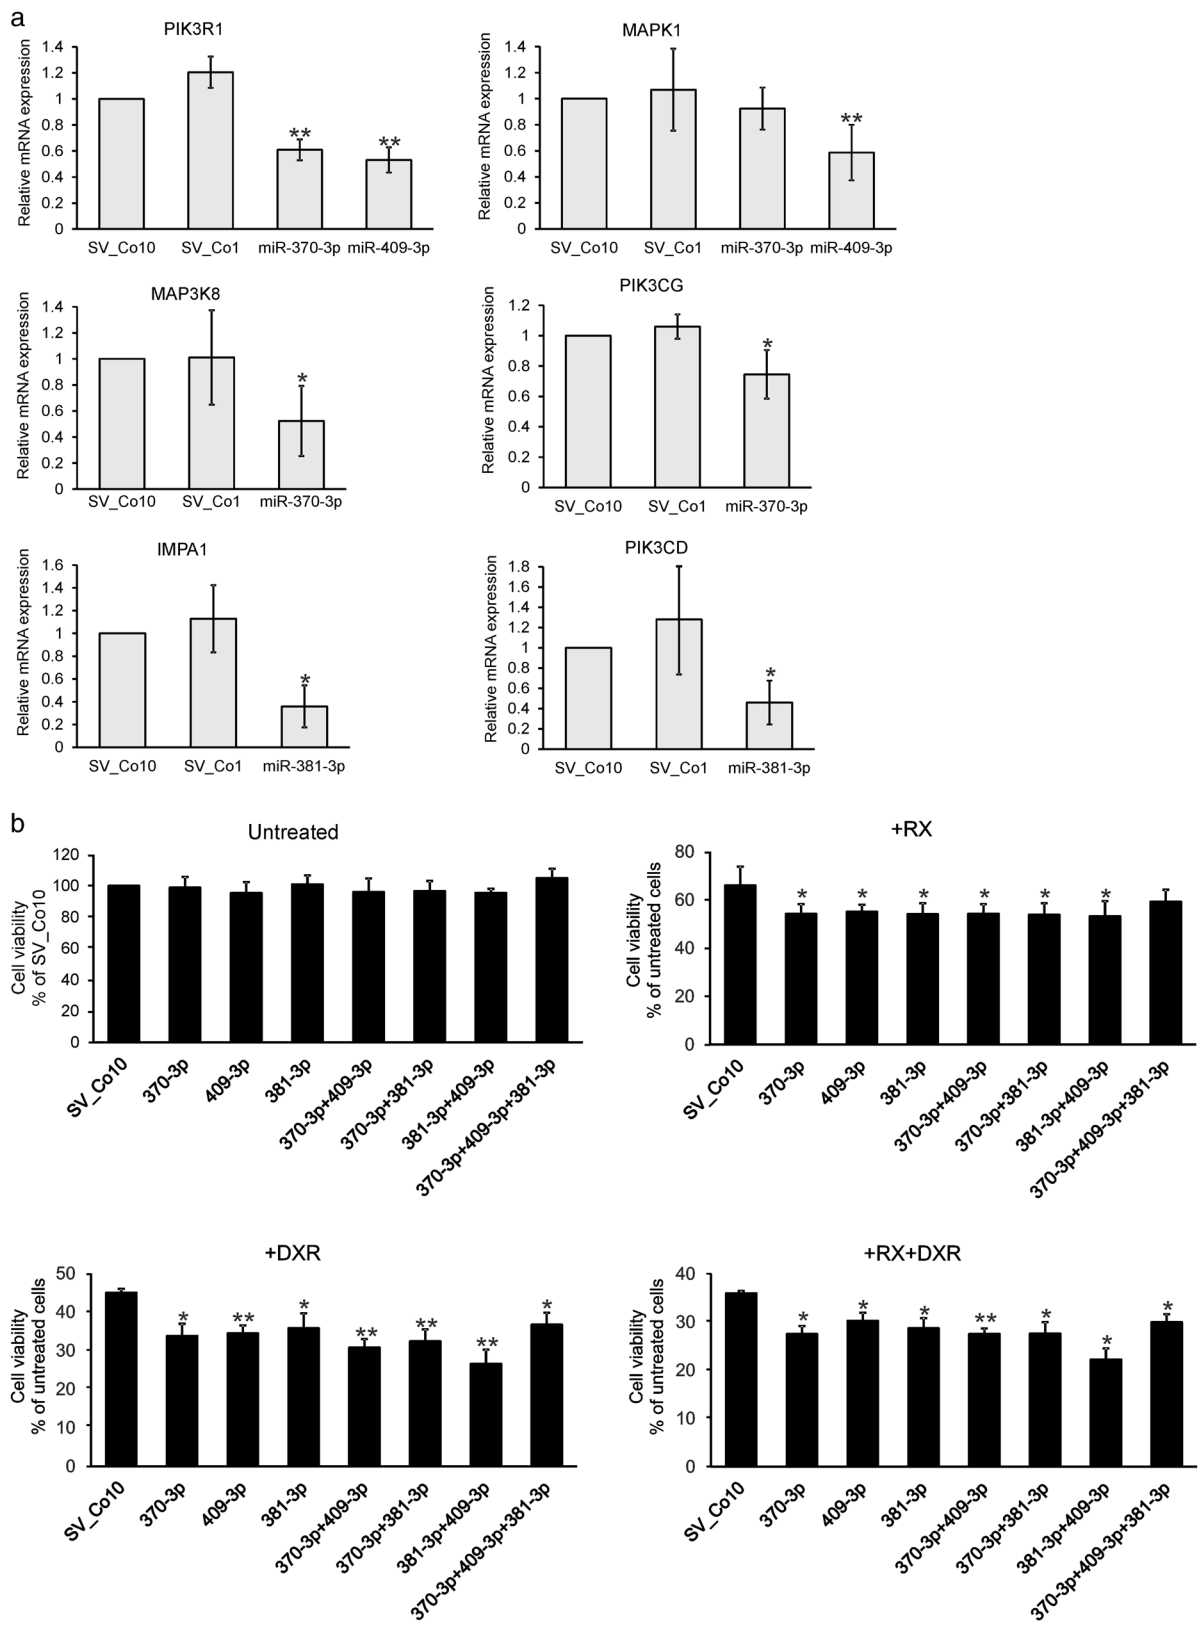 a
PIK3R1
Relative mRNA expression
1.4
1.2
1
0.8
0.6
0.4
0.2
0
** **
SV_Co10 SV_Co1 miR-370-3p miR-409-3p
MAPK1
Relative mRNA expression
1.4
1.2
1
0.8
0.6
0.4
0.2
0
**
SV_Co10 SV_Co1 miR-370-3p miR-409-3p
MAP3K8
Relative mRNA expression
1.4
1.2
1
0.8
0.6
0.4
0.2
0
*
SV_Co10 SV_Co1 miR-370-3p
PIK3CG
Relative mRNA expression
1.2
1
0.8
0.6
0.4
0.2
0
*
SV_Co10 SV_Co1 miR-370-3p
IMPA1
Relative mRNA expression
1.6
1.4
1.2
1
0.8
0.6
0.4
0.2
0
*
SV_Co10 SV_Co1 miR-381-3p
PIK3CD
Relative mRNA expression
1.8
1.6
1.4
1.2
1
0.8
0.6
0.4
0.2
0
*
SV_Co10 SV_Co1 miR-381-3p
b
Untreated
Cell viability
% of SV_Co10
120
100
80
60
40
20
0
SV_Co10
370-3p
409-3p
381-3p
370-3p+409-3p
370-3p+381-3p
381-3p+409-3p
370-3p+409-3p+381-3p
+RX
Cell viability
% of untreated cells
80
60
40
20
0
* * * * * *
SV_Co10
370-3p
409-3p
381-3p
370-3p+409-3p
370-3p+381-3p
381-3p+409-3p
370-3p+409-3p+381-3p
+DXR
Cell viability
% of untreated cells
50
40
30
20
10
0
* ** * ** ** ** *
SV_Co10
370-3p
409-3p
381-3p
370-3p+409-3p
370-3p+381-3p
381-3p+409-3p
370-3p+409-3p+381-3p
+RX+DXR
Cell viability
% of untreated cells
40
30
20
10
0
* * * ** * * *
SV_Co10
370-3p
409-3p
381-3p
370-3p+409-3p
370-3p+381-3p
381-3p+409-3p
370-3p+409-3p+381-3p